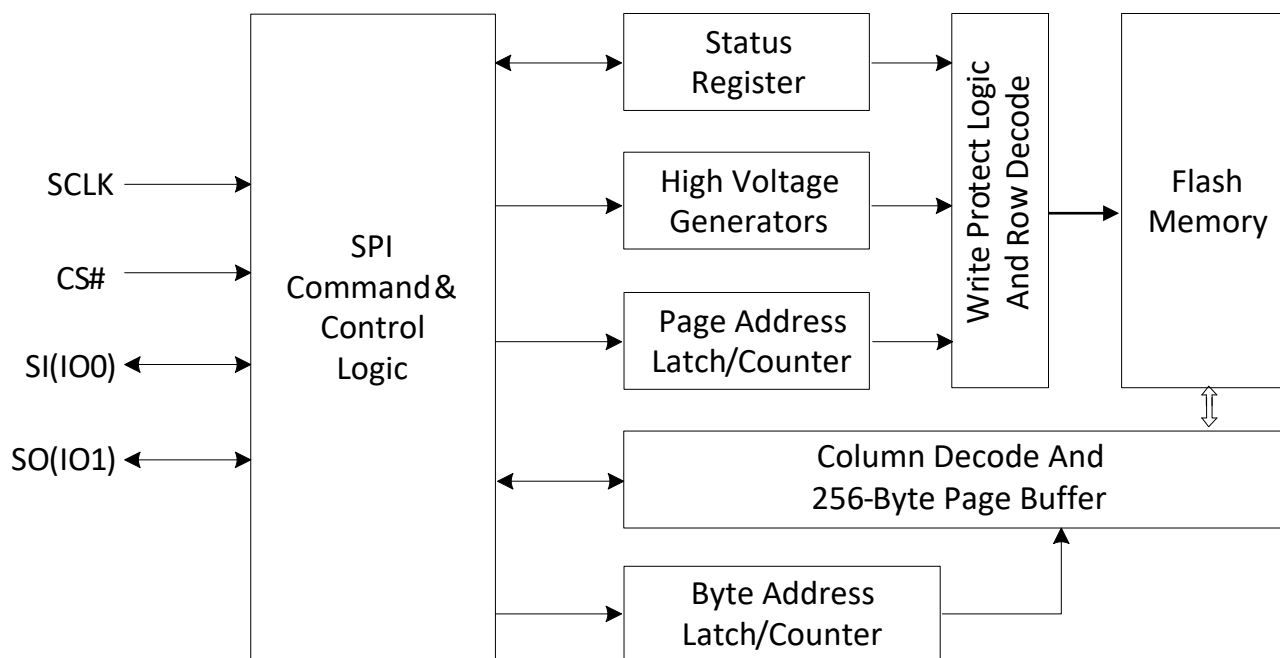 SCLK
CS#
SI(IO0)
SO(IO1)
SPI
Command&
Control
Logic
Status
Register
High Voltage
Generators
Page Address
Latch/Counter
Write Protect Logic
And Row Decode
Flash
Memory
Column Decode And
256-Byte Page Buffer
Byte Address
Latch/Counter